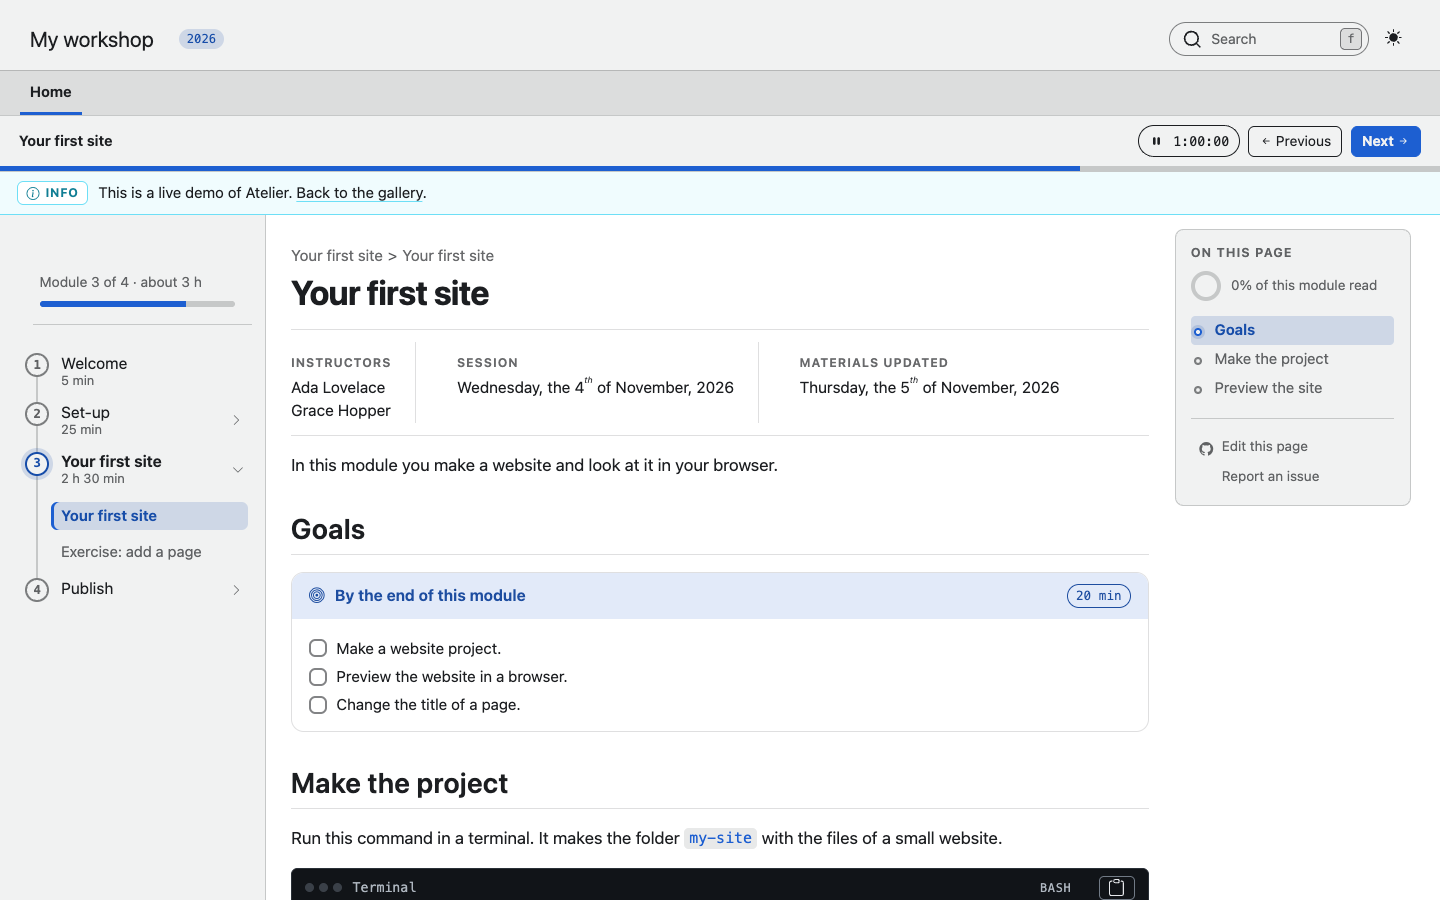 My workshop 2026
Search f
Home
Your first site
1:00:00 ← Previous Next →
INFO This is a live demo of Atelier. Back to the gallery.
Module 3 of 4 · about 3 h
1 Welcome
5 min
2 Set-up
25 min
3 Your first site
2 h 30 min
Your first site
Exercise: add a page
4 Publish
Your first site > Your first site
Your first site
INSTRUCTORS
Ada Lovelace
Grace Hopper
SESSION
Wednesday, the 4th of November, 2026
MATERIALS UPDATED
Thursday, the 5th of November, 2026
In this module you make a website and look at it in your browser.
Goals
By the end of this module 20 min
Make a website project.
Preview the website in a browser.
Change the title of a page.
Make the project
Run this command in a terminal. It makes the folder my-site with the files of a small website.
Terminal BASH
ON THIS PAGE
0% of this module read
Goals
Make the project
Preview the site
Edit this page
Report an issue